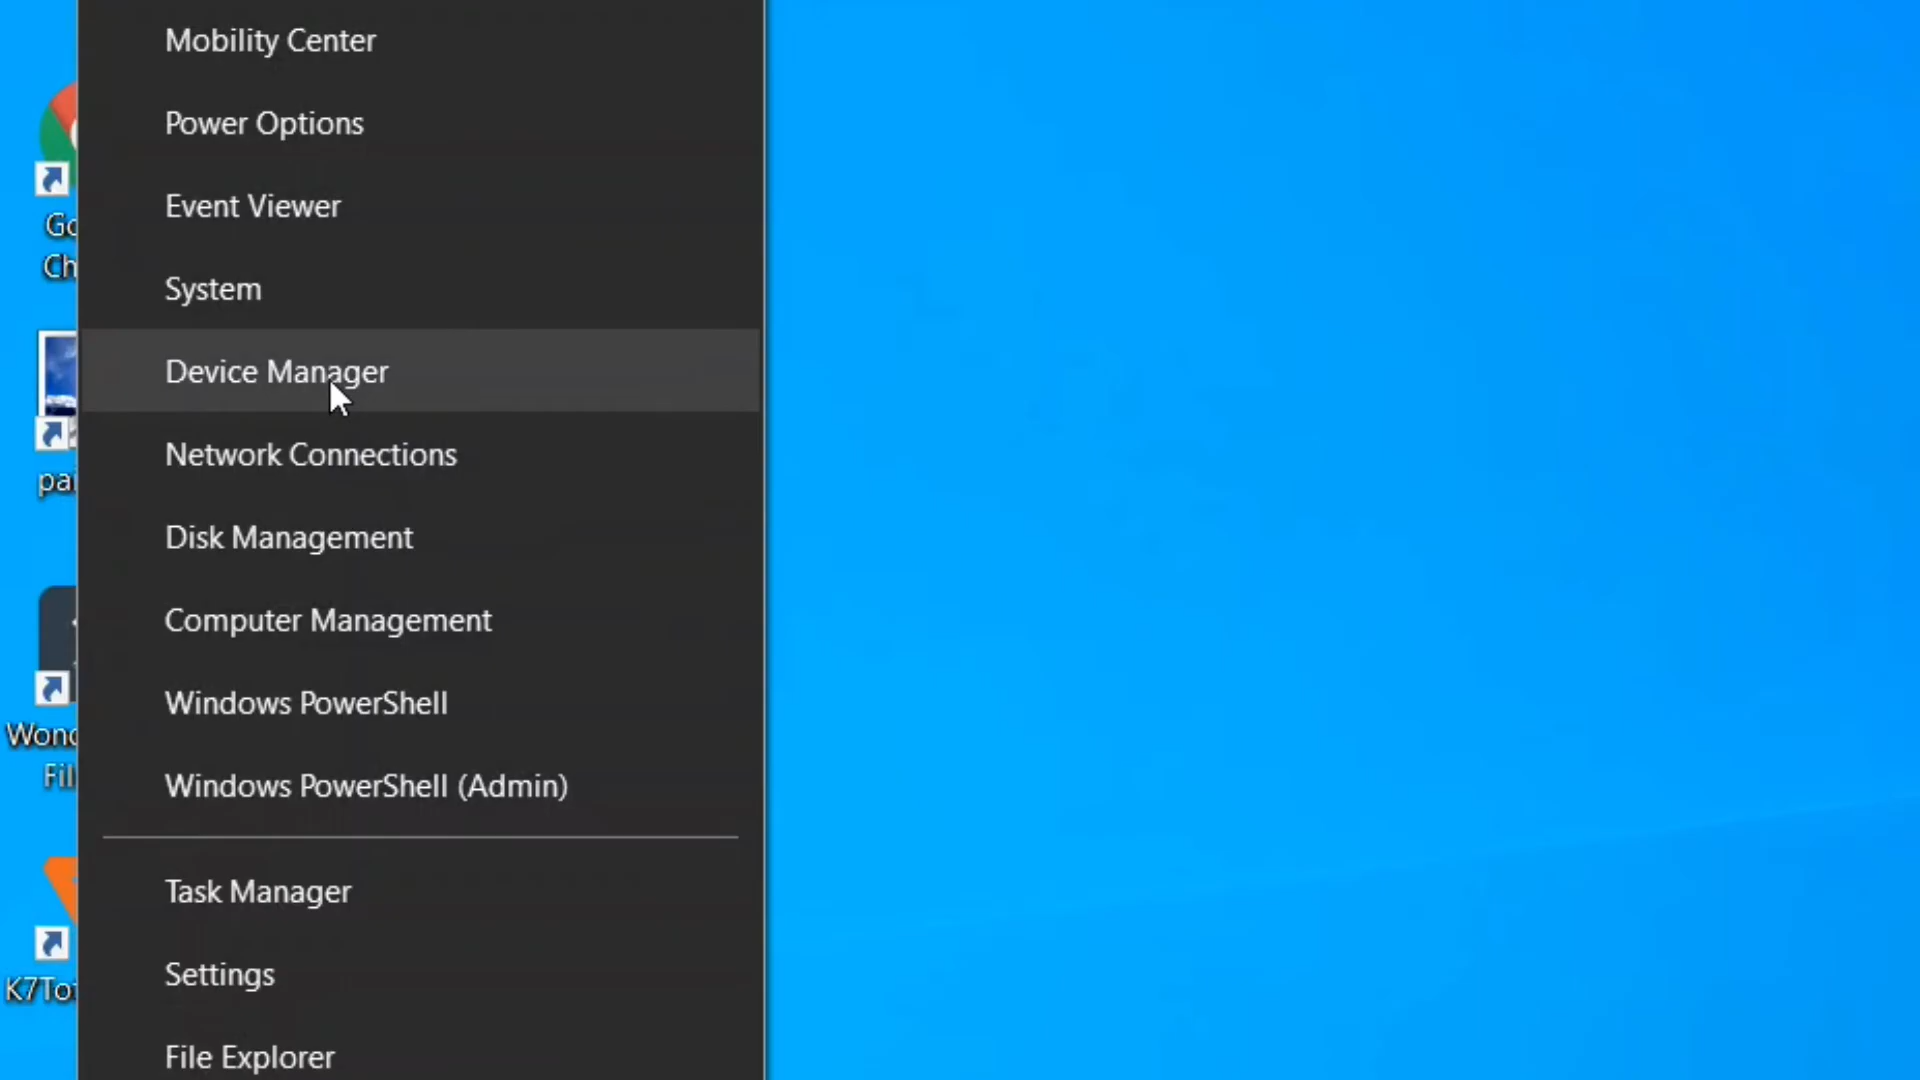 Mobility Center
Power Options
Event Viewer
System
Device Manager
Network Connections
Disk Management
Computer Management
Windows PowerShell
Windows PowerShell (Admin)
Task Manager
Settings
File Explorer